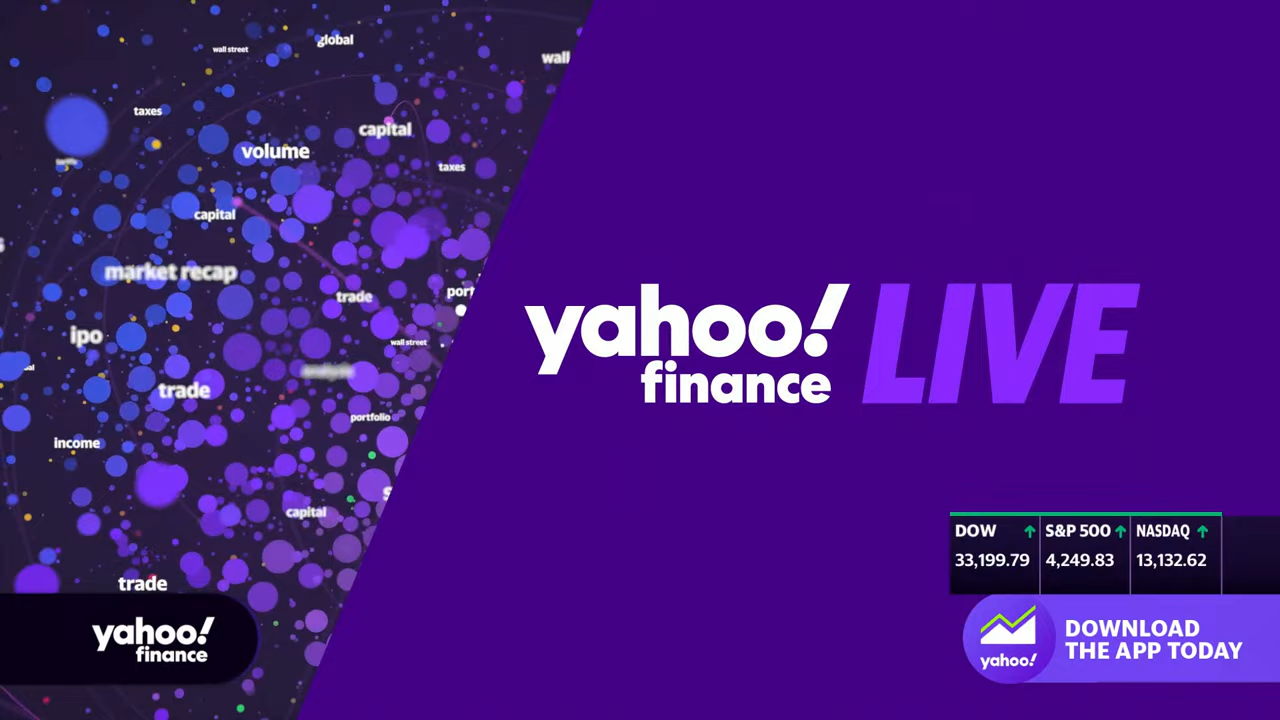 global
wall street
wall
taxes
capital
volume
taxes
capital
market recap
port
trade
ipo
wall street
trade
portfolio
income
capital
trade
yahoo!
finance
LIVE
DOW
33,199.79
S&P 500
4,249.83
NASDAQ
13,132.62
yahoo!
finance
yahoo!
DOWNLOAD
THE APP TODAY